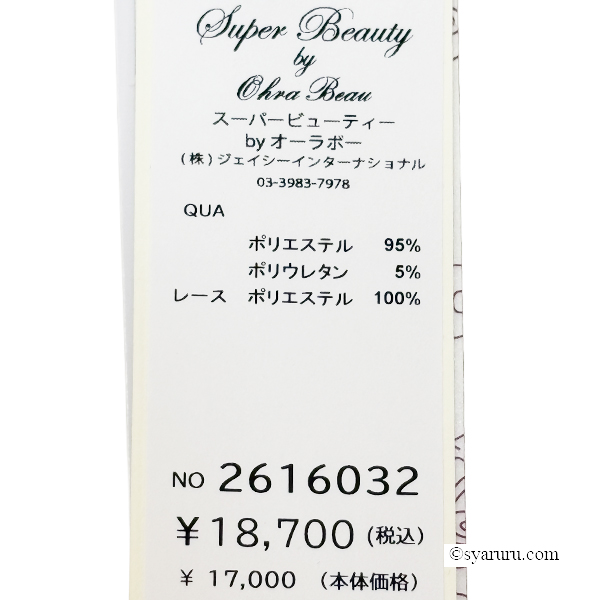 Super Beauty
by
Ohra Beau
スーパービューティー
by オーラボー
(株)ジェイシーインターナショナル
03-3983-7978
QUA
ポリエステル 95%
ポリウレタン 5%
レース ポリエステル 100%
NO 2616032
¥18,700 (税込)
¥ 17,000 (本体価格)
©syaruru.com